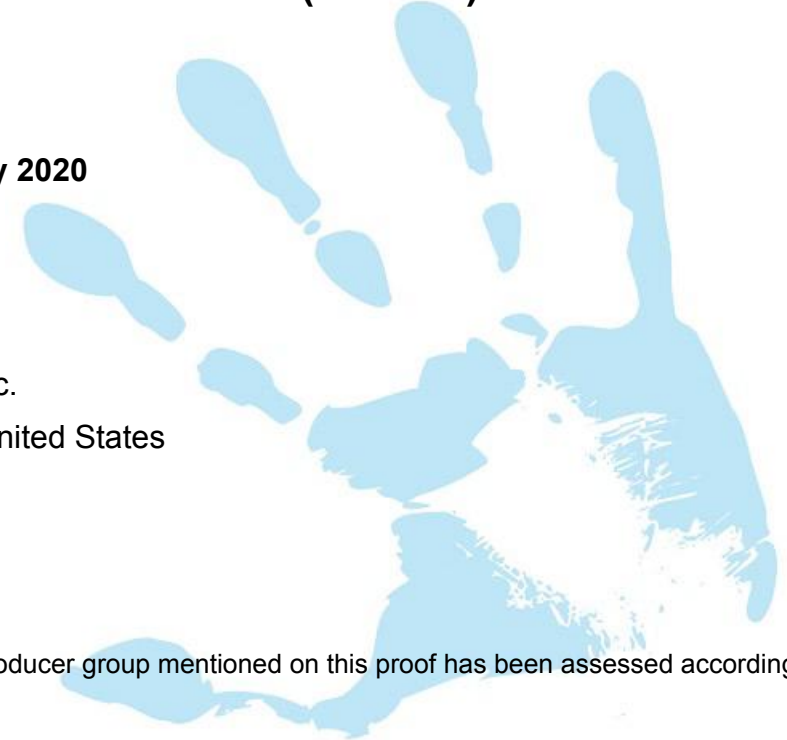 y 2020
c.
nited States
oducer group mentioned on this proof has been assessed according